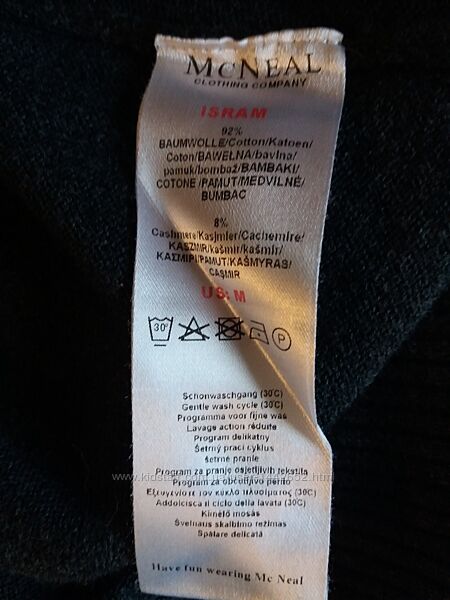 MCNEAL
CLOTHING COMPANY
ISRAM
92%
BAUMWOLLE/Cotton/Katoen/
Coton/BAWEŁNA/bavlna/
pamuk/bombaž/BAMBAKI/
COTONE/PAMUT/MEDVILNĖ/
BUMBAC
8%
Cashmere/Kasjmier/Cachemire/
KASZMIR/kašmír/kašmir/
ΚΑΣΜΙΡ/PAMUT/KAŠMYRAS/
CAŞMIR
US: M
30° P
Schonwaschgang (30C)
Gentle wash cycle (30C)
Programma voor fijne was
Lavage action réduite
Program delikatny
Šetrný prací cyklus
šetrné pranie
Program za pranje osjetljivih tekstila
Program za občutljivo perilo
πλυσίματος (30C)
Addolcisca il ciclo della lavata (30C)
Kímélő mosás
Švelnaus skalbimo režimas
Spălare delicată
Have fun wearing Mc Neal